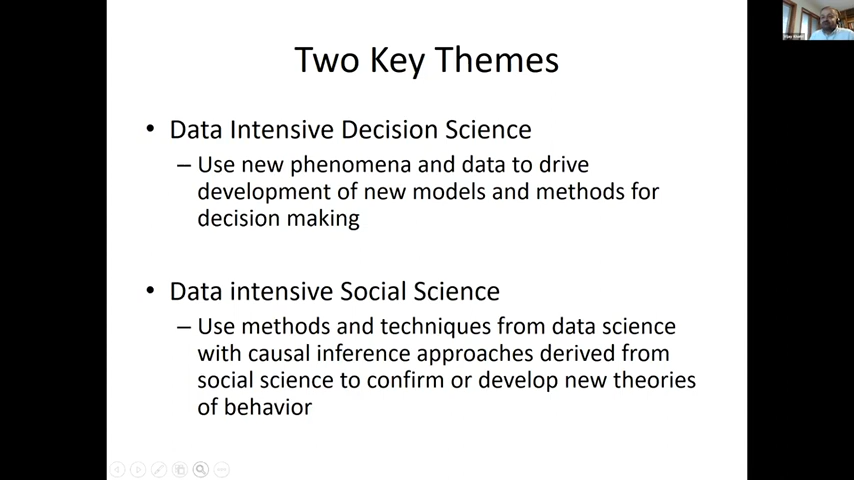 Two Key Themes
• Data Intensive Decision Science
– Use new phenomena and data to drive
development of new models and methods for
decision making
• Data intensive Social Science
– Use methods and techniques from data science
with causal inference approaches derived from
social science to confirm or develop new theories
of behavior